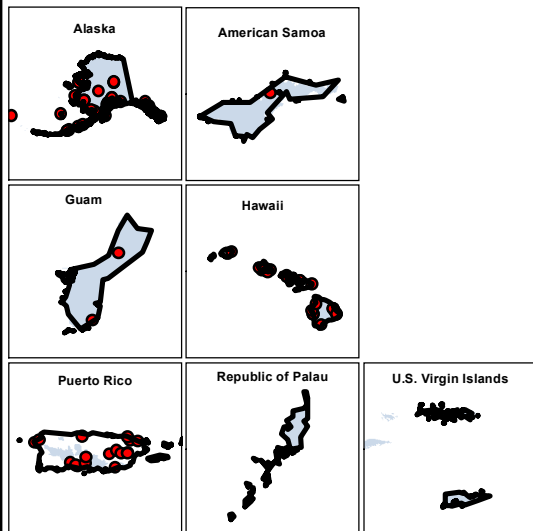 Alaska
American Samoa
Guam
Hawaii
Puerto Rico
Republic of Palau
U.S. Virgin Islands